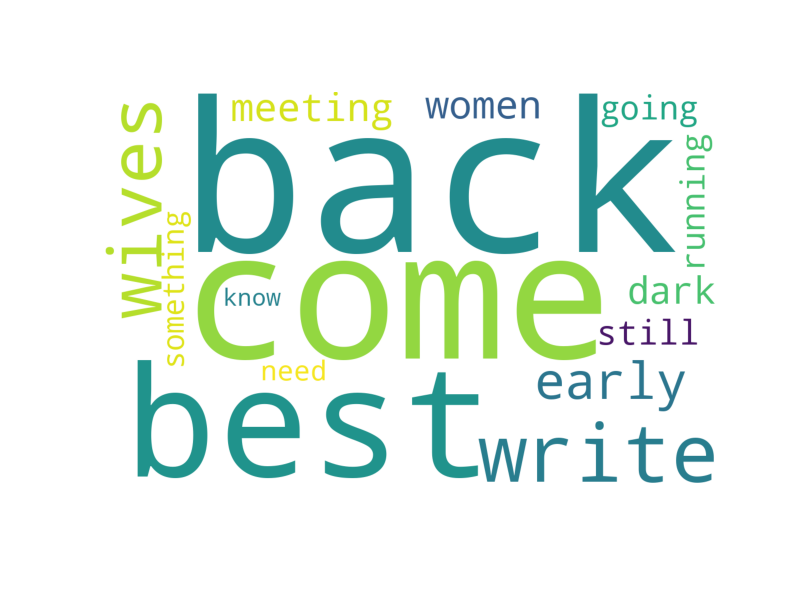 meeting women going
back
wives
running
something
come
know
dark
still
need
early
best
write